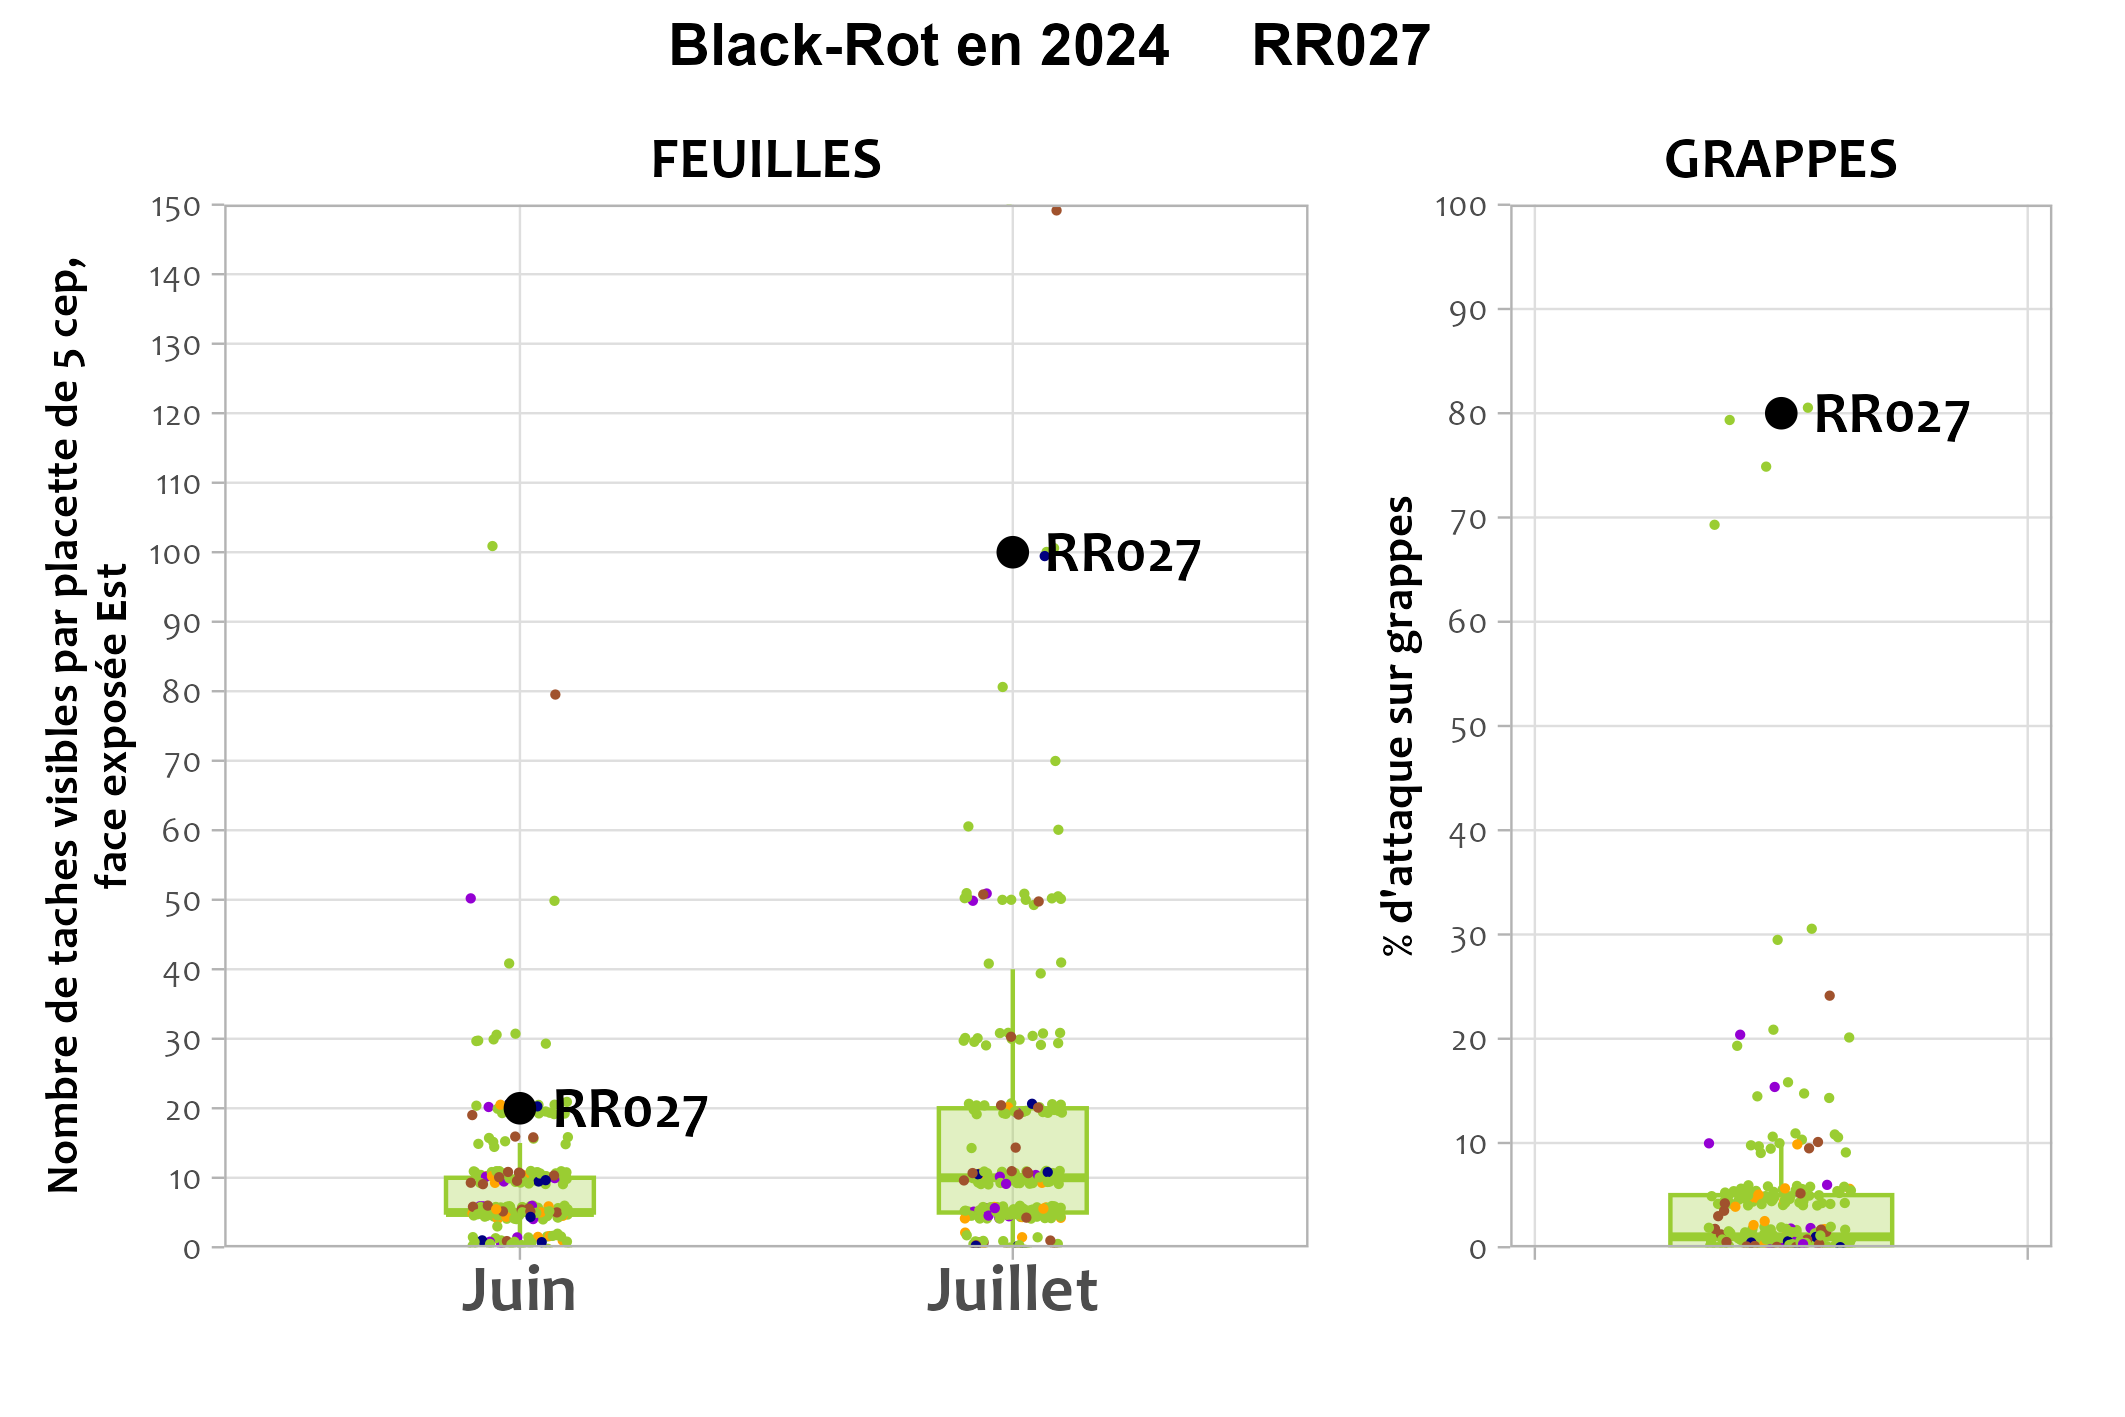 Black-Rot en 2024 RR027
FEUILLES
GRAPPES
Nombre de taches visibles par placette de 5 cep,
face exposée Est
150
140
130
120
110
100
90
80
70
60
50
40
30
20
10
0
RR027
RR027
Juin
Juillet
% d'attaque sur grappes
100
90
80
70
60
50
40
30
20
10
0
RR027